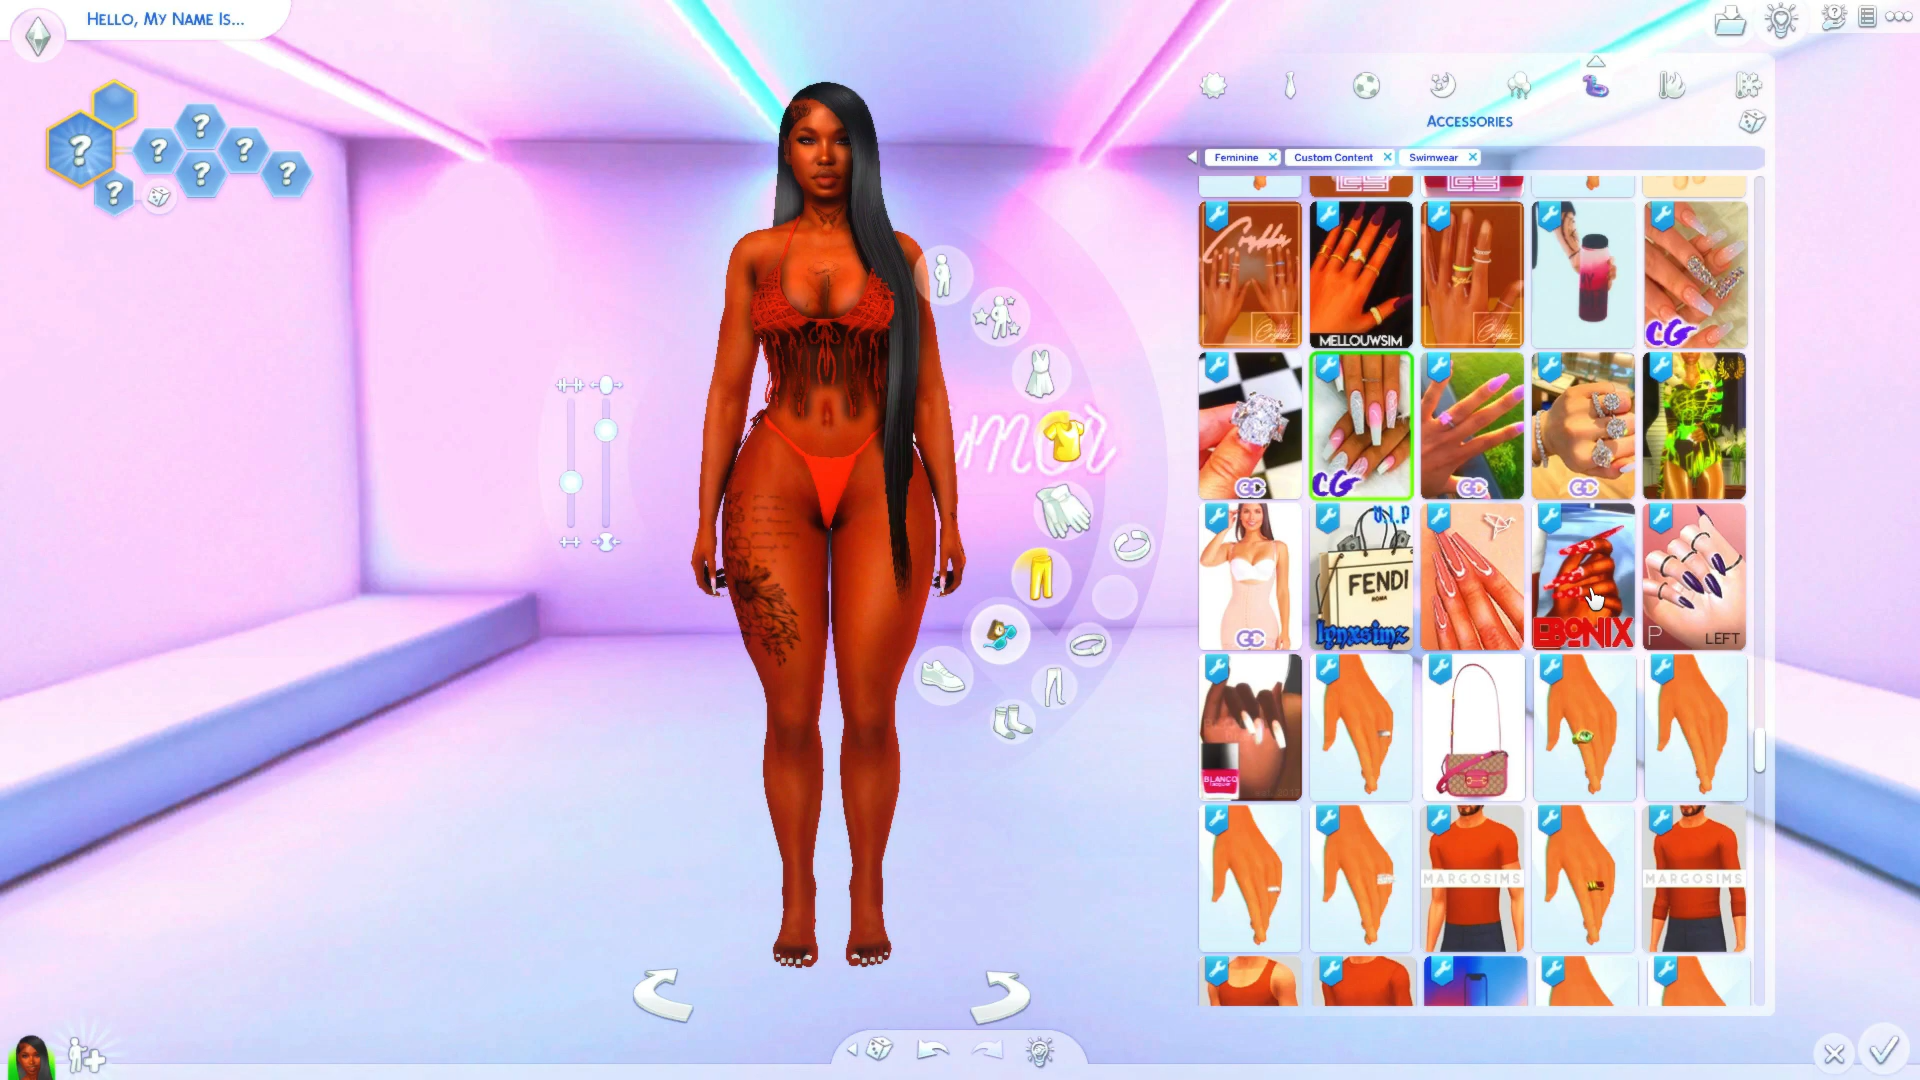 Hello, My Name Is...
Accessories
Feminine
Custom Content
Swimwear
MELLOUWSIM
CG
CG
V.I.P
FENDI
ROMA
lynxsimz
EBONIX
P
LEFT
BLANCO
MARGOSIMS
MARGOSIMS